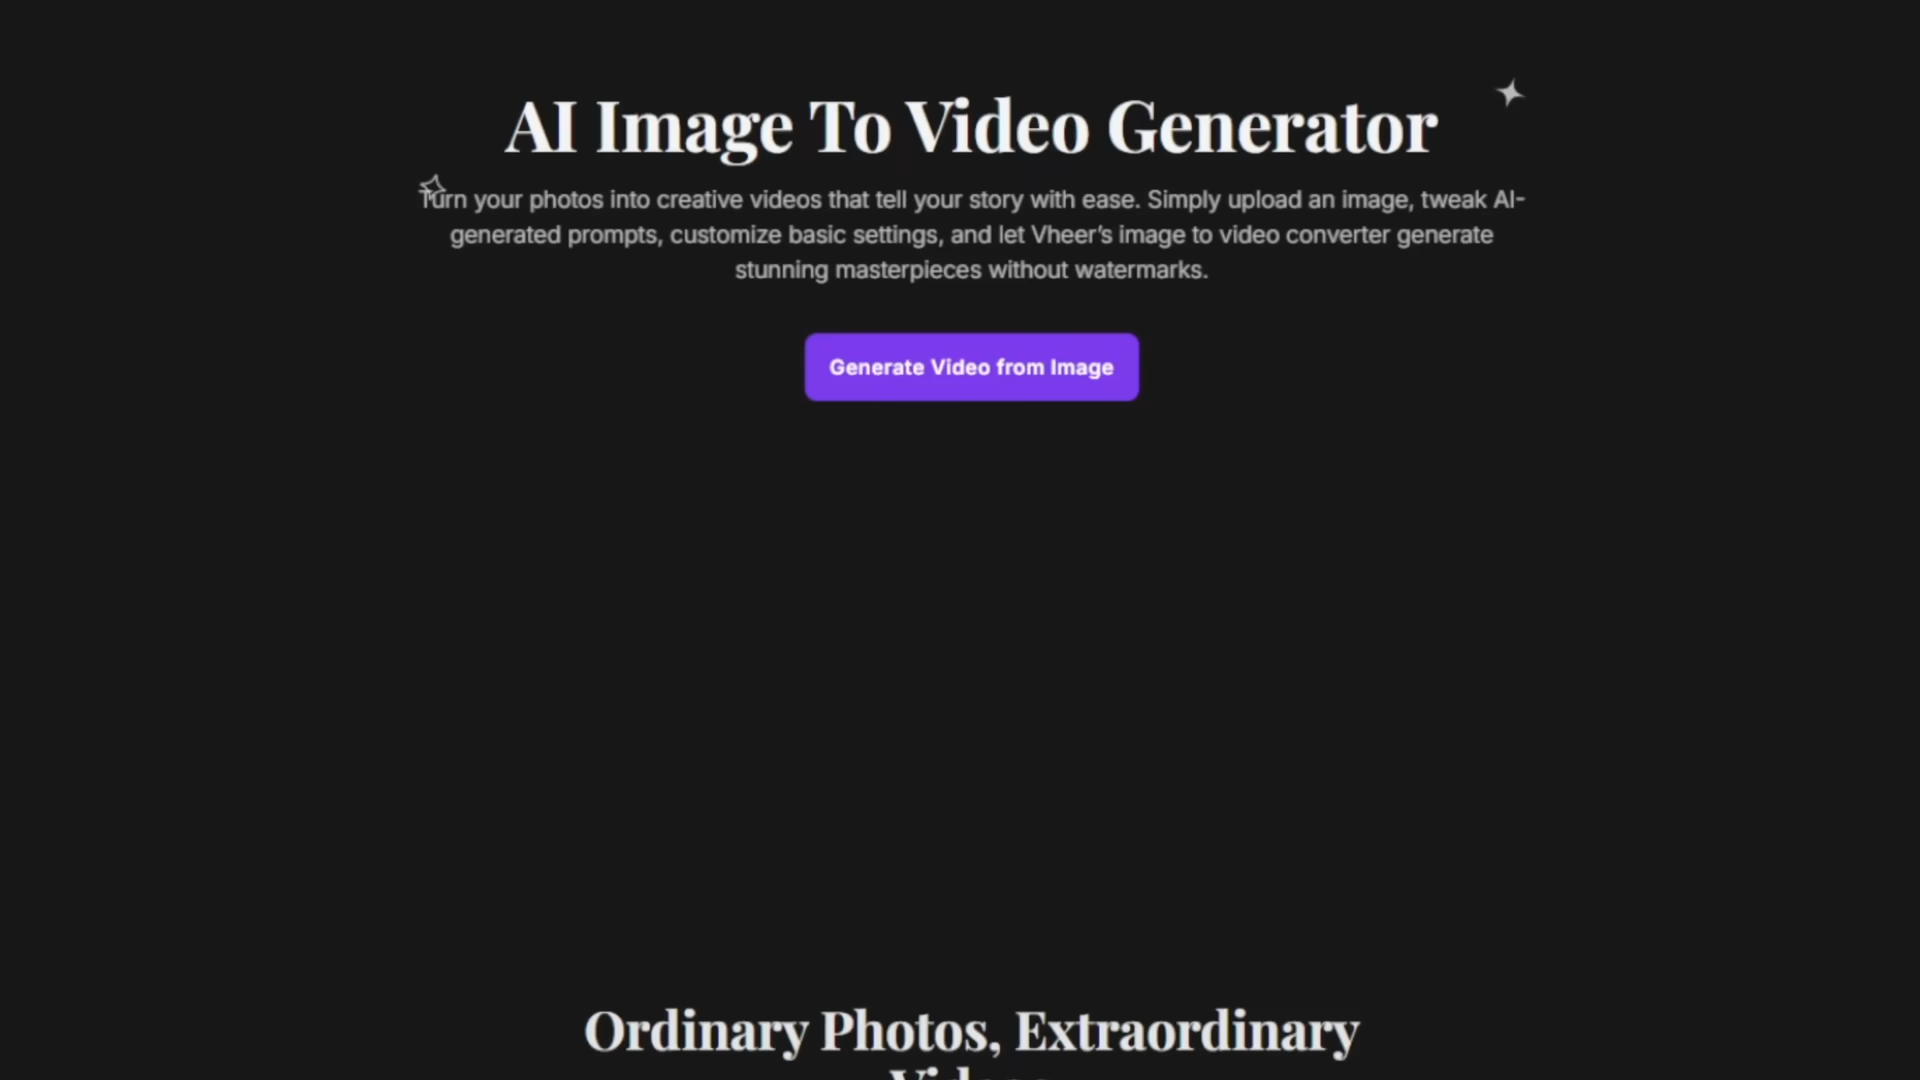 AI Image To Video Generator
Turn your photos into creative videos that tell your story with ease. Simply upload an image, tweak AI-
generated prompts, customize basic settings, and let Vheer’s image to video converter generate
stunning masterpieces without watermarks.
Generate Video from Image
Ordinary Photos, Extraordinary